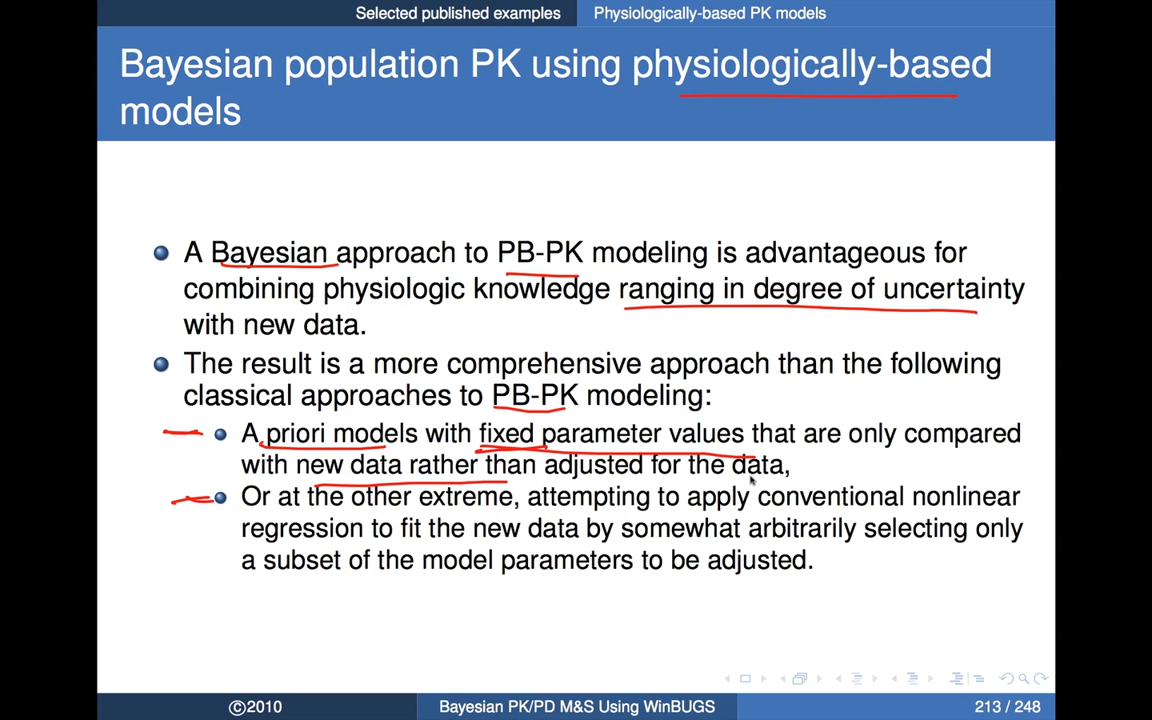 Selected published examples Physiologically-based PK models
Bayesian population PK using physiologically-based
models
A Bayesian approach to PB-PK modeling is advantageous for
combining physiologic knowledge ranging in degree of uncertainty
with new data.
The result is a more comprehensive approach than the following
classical approaches to PB-PK modeling:
A priori models with fixed parameter values that are only compared
with new data rather than adjusted for the data,
Or at the other extreme, attempting to apply conventional nonlinear
regression to fit the new data by somewhat arbitrarily selecting only
a subset of the model parameters to be adjusted.
©2010 Bayesian PK/PD M&S Using WinBUGS 213 / 248